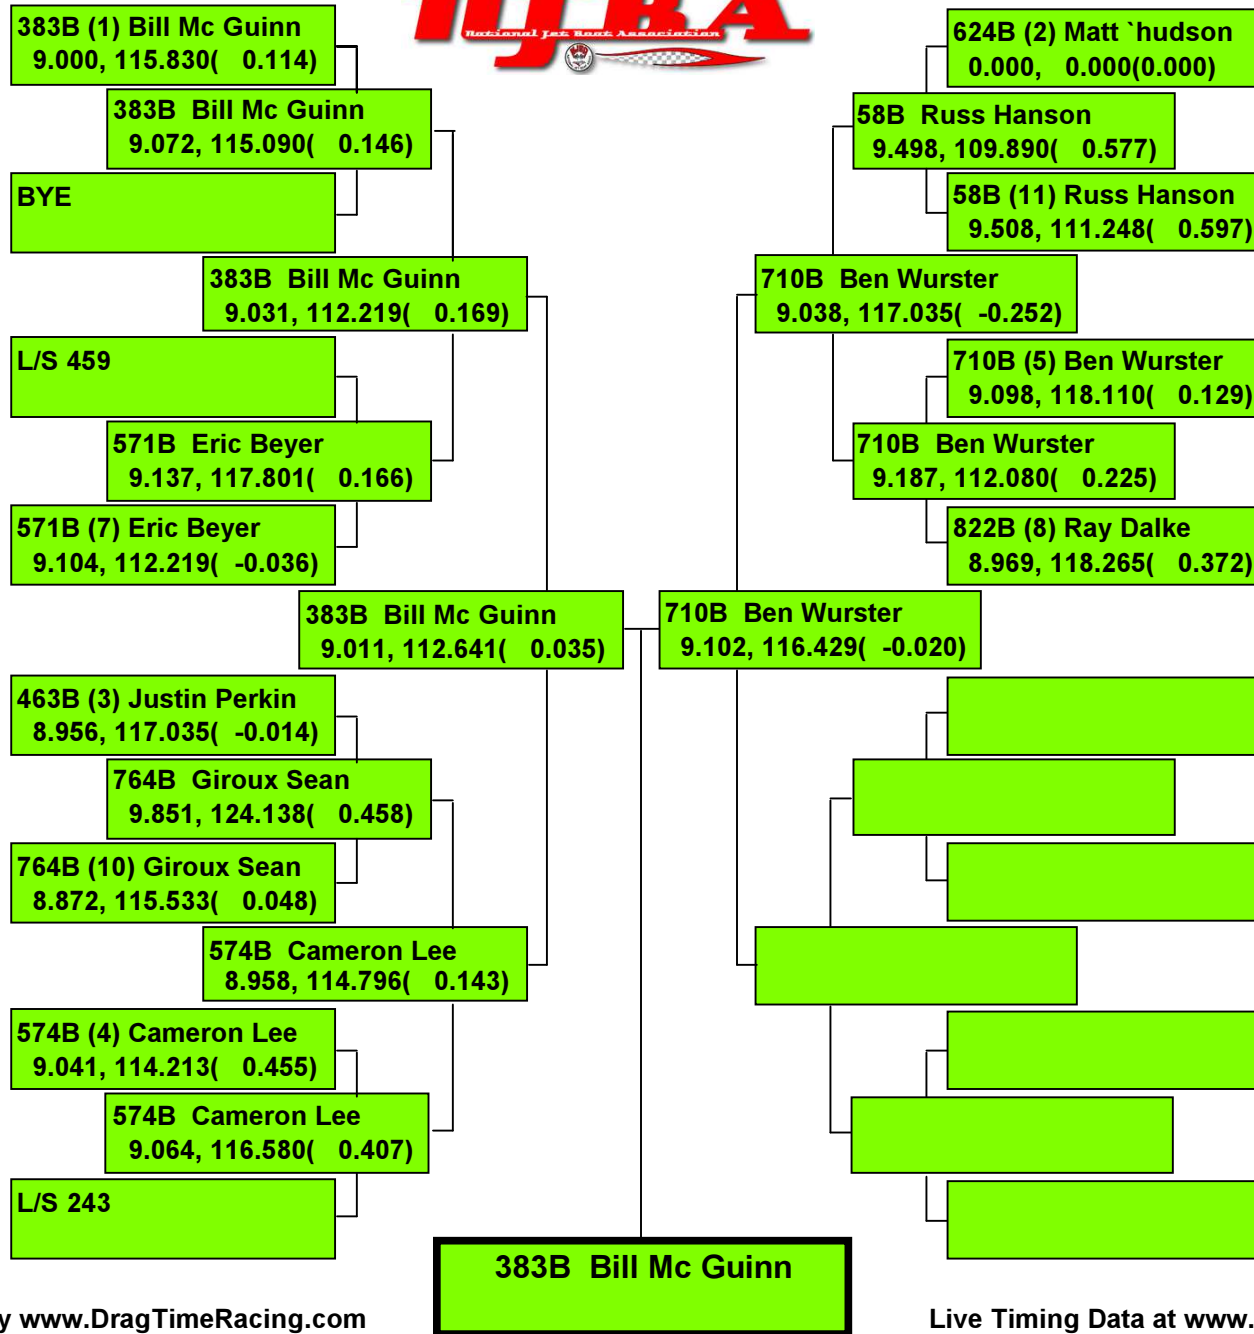 NJBA
National Jet Boat Association
383B (1) Bill Mc Guinn
9.000, 115.830( 0.114)
383B Bill Mc Guinn
9.072, 115.090( 0.146)
BYE
383B Bill Mc Guinn
9.031, 112.219( 0.169)
L/S 459
571B Eric Beyer
9.137, 117.801( 0.166)
571B (7) Eric Beyer
9.104, 112.219( -0.036)
383B Bill Mc Guinn
9.011, 112.641( 0.035)
463B (3) Justin Perkin
8.956, 117.035( -0.014)
764B Giroux Sean
9.851, 124.138( 0.458)
764B (10) Giroux Sean
8.872, 115.533( 0.048)
574B Cameron Lee
8.958, 114.796( 0.143)
574B (4) Cameron Lee
9.041, 114.213( 0.455)
574B Cameron Lee
9.064, 116.580( 0.407)
L/S 243
624B (2) Matt `hudson
0.000, 0.000(0.000)
58B Russ Hanson
9.498, 109.890( 0.577)
58B (11) Russ Hanson
9.508, 111.248( 0.597)
710B Ben Wurster
9.038, 117.035( -0.252)
710B (5) Ben Wurster
9.098, 118.110( 0.129)
710B Ben Wurster
9.187, 112.080( 0.225)
822B (8) Ray Dalke
8.969, 118.265( 0.372)
710B Ben Wurster
9.102, 116.429( -0.020)
383B Bill Mc Guinn
y www.DragTimeRacing.com
Live Timing Data at www.